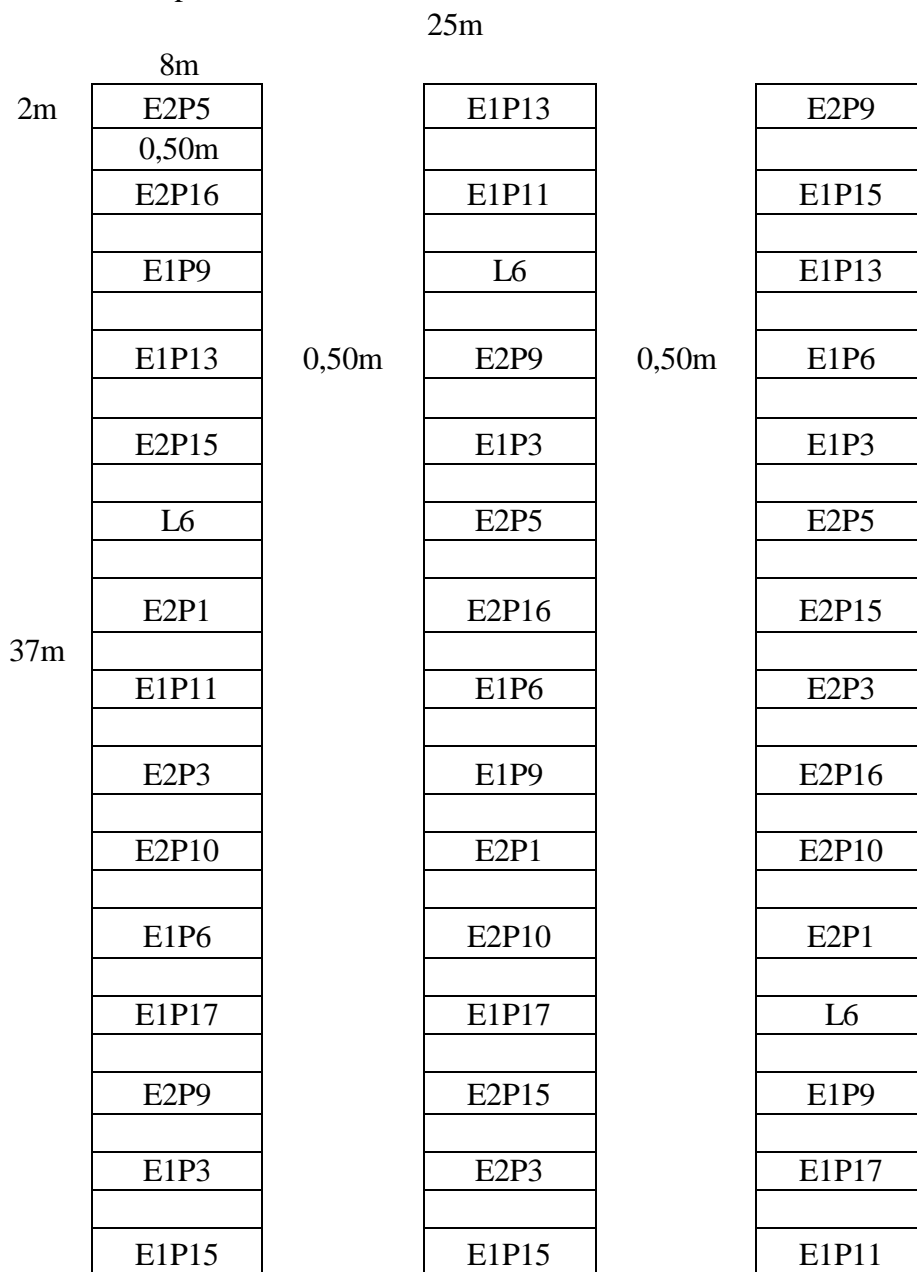 25m
8m
2m E2P5 E1P13 E2P9
0,50m
E2P16 E1P11 E1P15
E1P9 L6 E1P13
E1P13 0,50m E2P9 0,50m E1P6
E2P15 E1P3 E1P3
L6 E2P5 E2P5
E2P1 E2P16 E2P15
37m
E1P11 E1P6 E2P3
E2P3 E1P9 E2P16
E2P10 E2P1 E2P10
E1P6 E2P10 E2P1
E1P17 E1P17 L6
E2P9 E2P15 E1P9
E1P3 E2P3 E1P17
E1P15 E1P15 E1P11